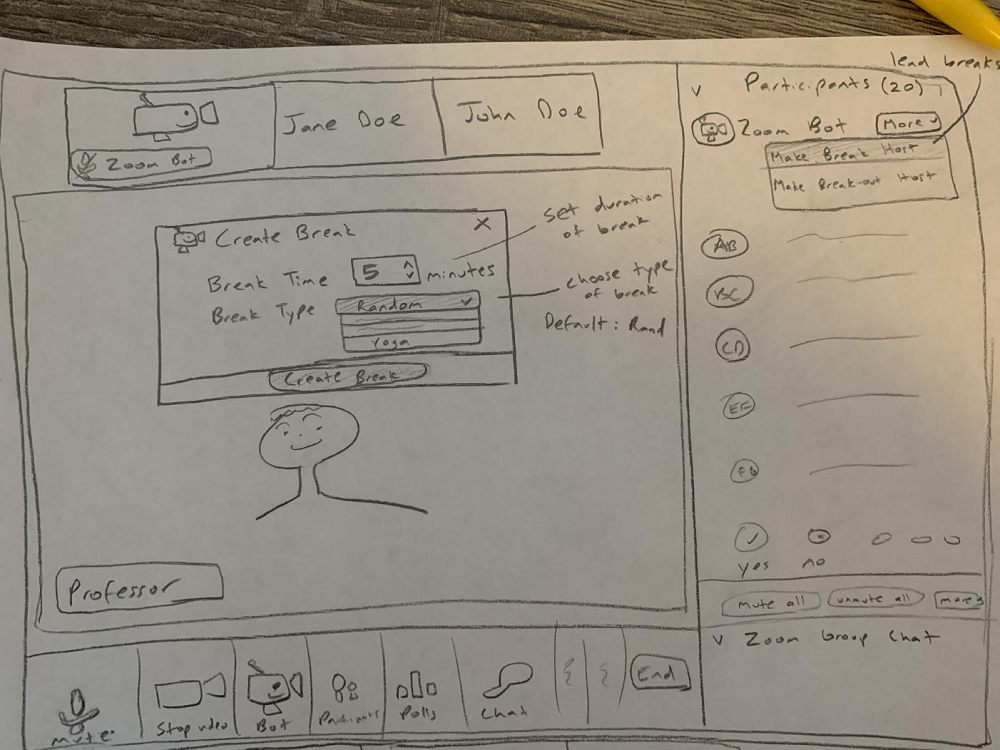 lead breaks
Zoom Bot
Jane Doe
John Doe
Create Break
X
Break Time 5 minutes
Break Type Random
Yoga
Create Break
set duration
of break
choose type
of break
Default: Rand
Professor
Participants (20)
Zoom Bot More
Make Break Host
Make Break-out Host
AB
BC
CD
EF
FG
yes no
mute all unmute all more
Zoom Group Chat
mute
Stop video
Bot
Participants
Polls
Chat
End